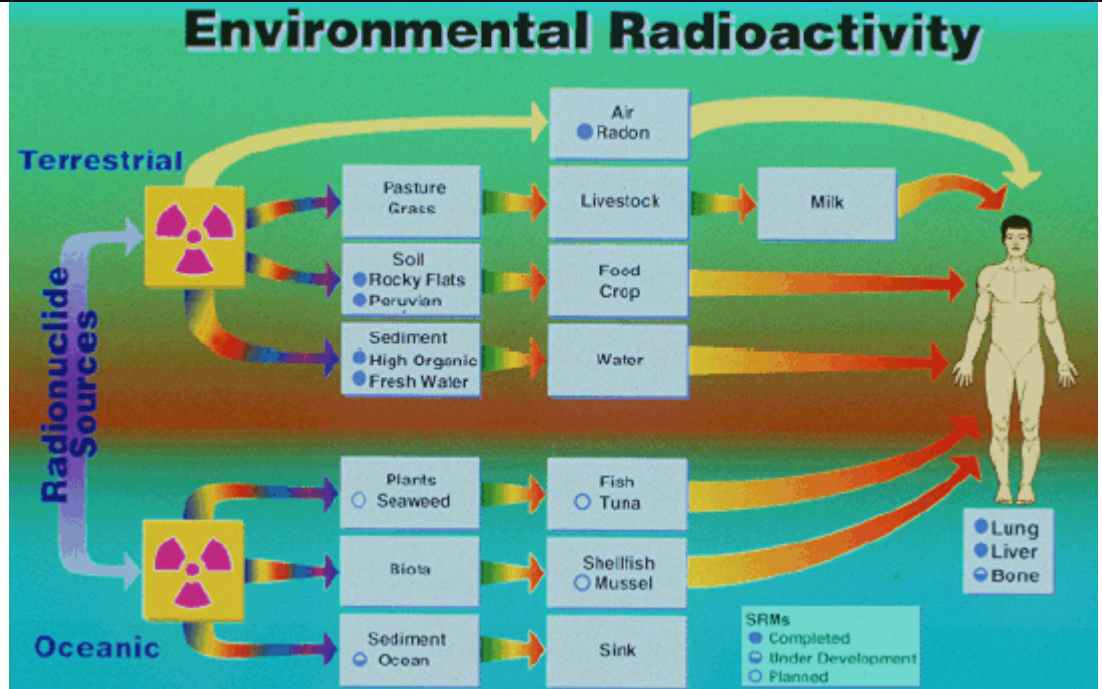 Environmental Radioactivity
Terrestrial
Radionuclide
Sources
Oceanic
Air
Radon
Pasture
Grass
Livestock
Milk
Soil
Rocky Flats
Peruvian
Food
Crop
Sediment
High Organic
Fresh Water
Water
Plants
Seaweed
Fish
Tuna
Biota
Shellfish
Mussel
Sediment
Ocean
Sink
Lung
Liver
Bone
SRMs
Completed
Under Development
Planned